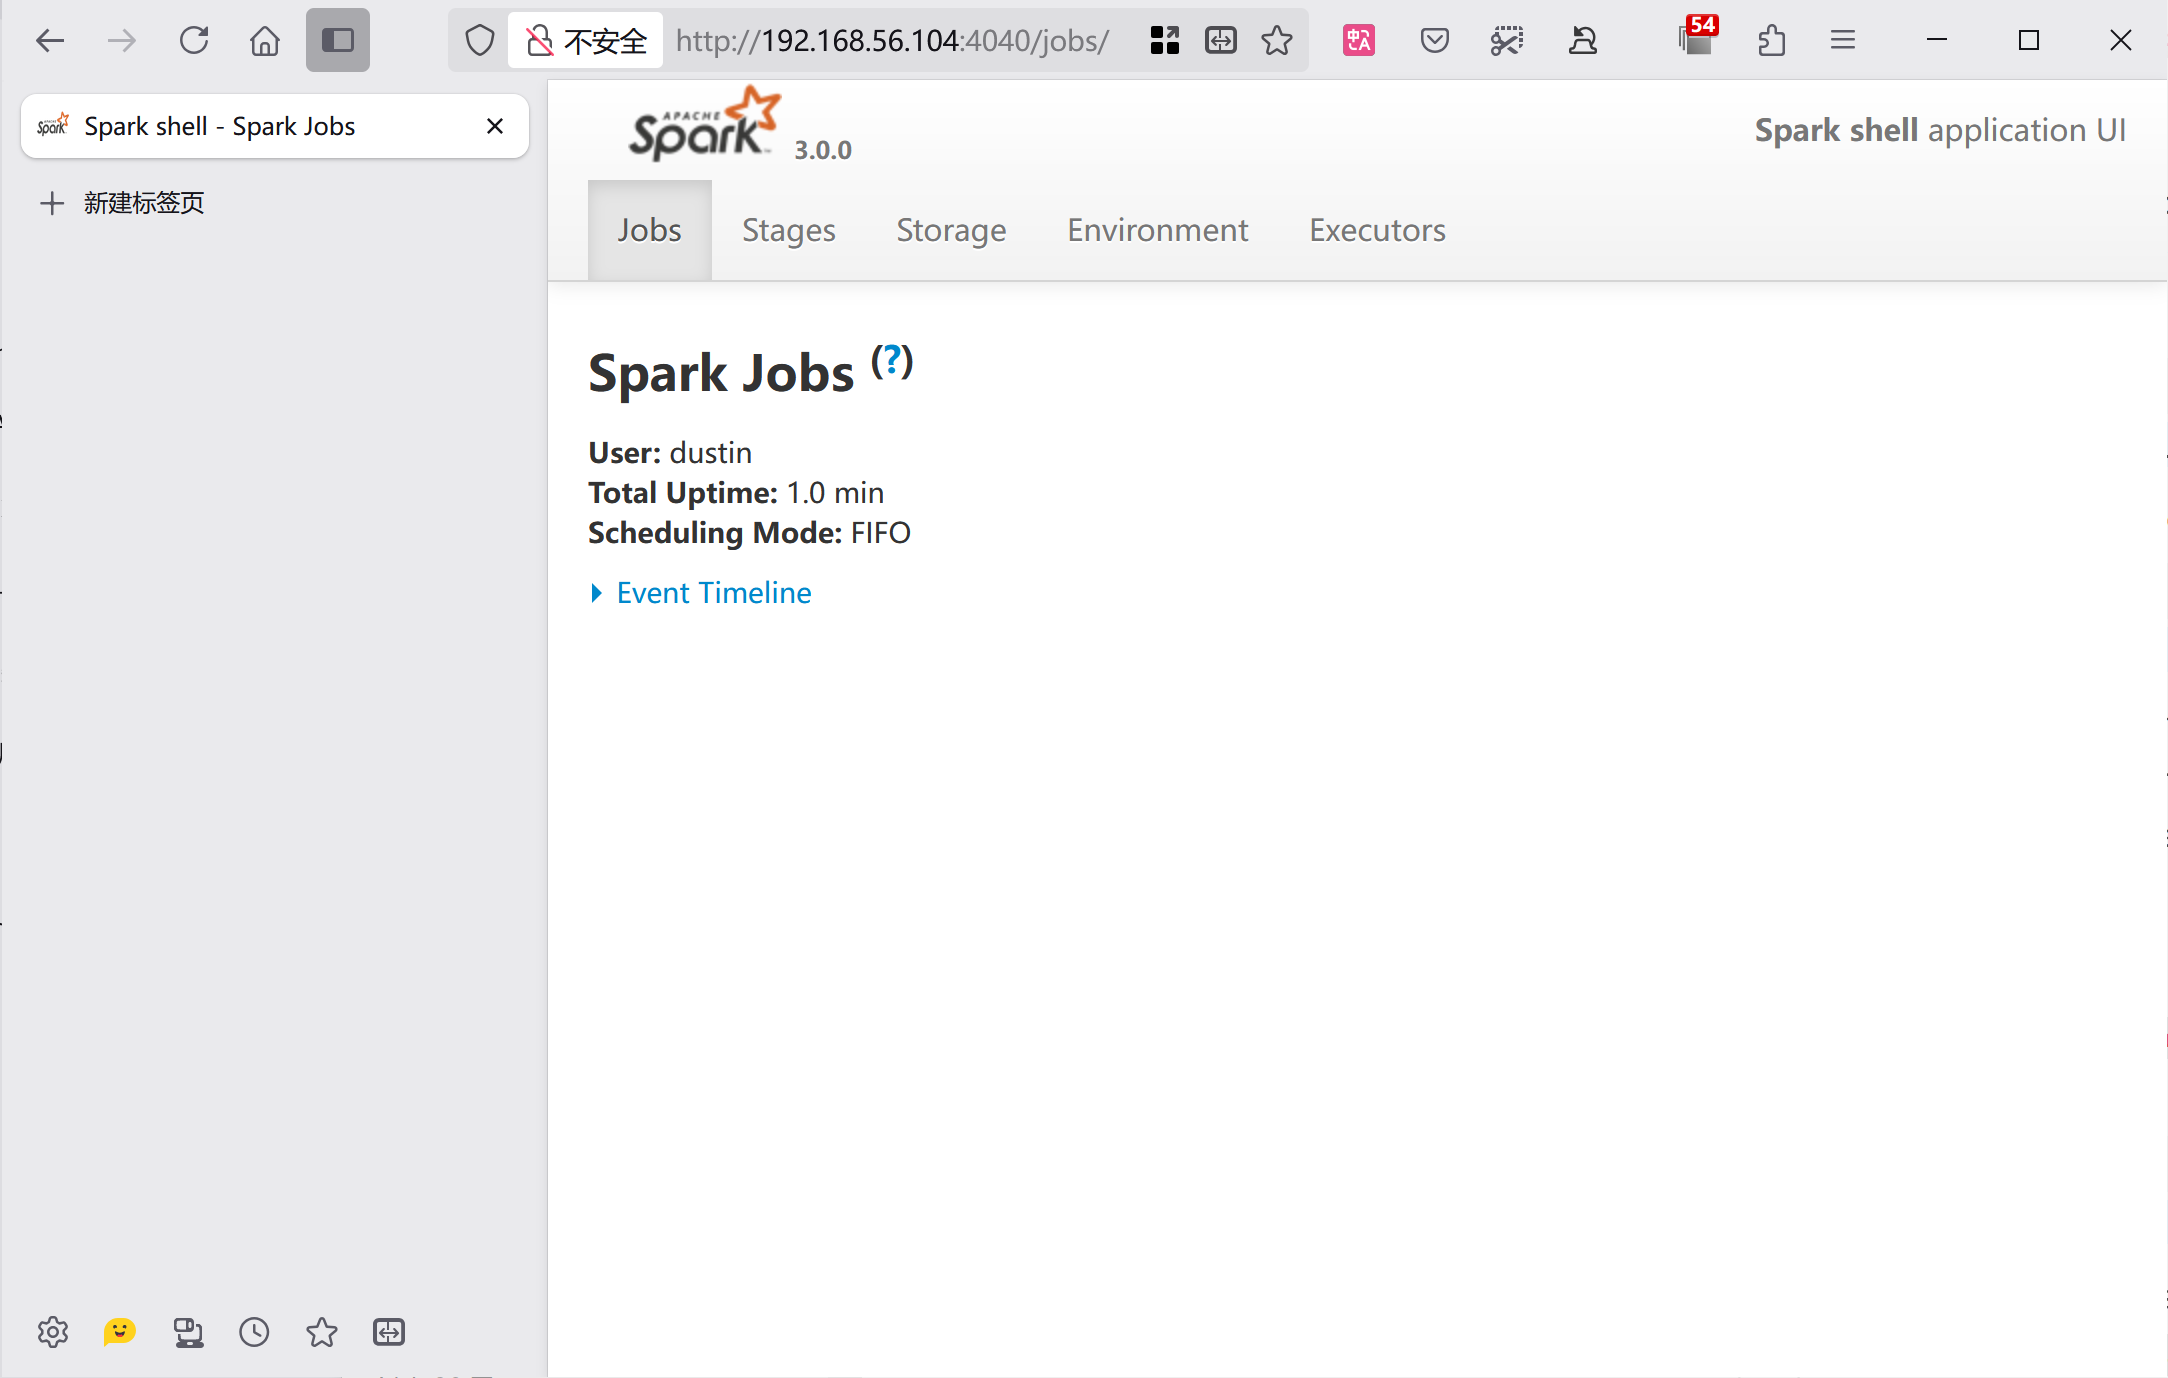 不安全 http://192.168.56.104:4040/jobs/
54
Spark shell - Spark Jobs
新建标签页
APACHE
Spark™ 3.0.0
Spark shell application UI
Jobs Stages Storage Environment Executors
Spark Jobs (?)
User: dustin
Total Uptime: 1.0 min
Scheduling Mode: FIFO
Event Timeline